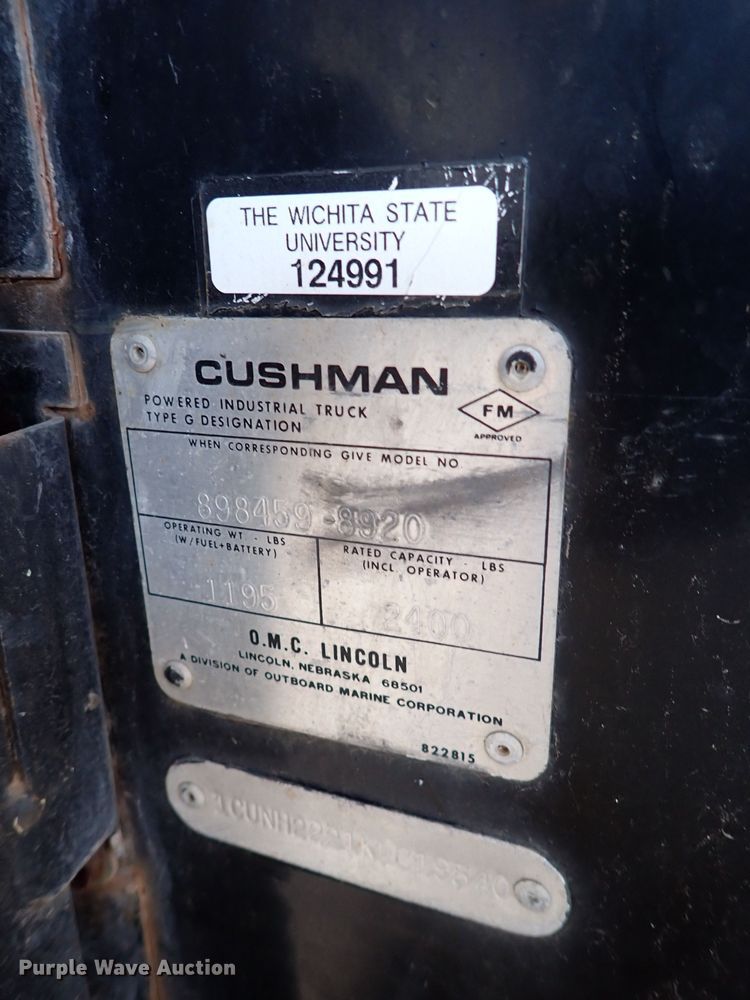 THE WICHITA STATE
UNIVERSITY
124991
CUSHMAN
POWERED INDUSTRIAL TRUCK
TYPE G DESIGNATION
FM
APPROVED
WHEN CORRESPONDING GIVE MODEL NO
898459-8920
OPERATING WT - LBS
(W/FUEL+BATTERY)
1195
RATED CAPACITY - LBS
(INCL. OPERATOR)
2400
O.M.C. LINCOLN
LINCOLN, NEBRASKA 68501
A DIVISION OF OUTBOARD MARINE CORPORATION
822815
Purple Wave Auction